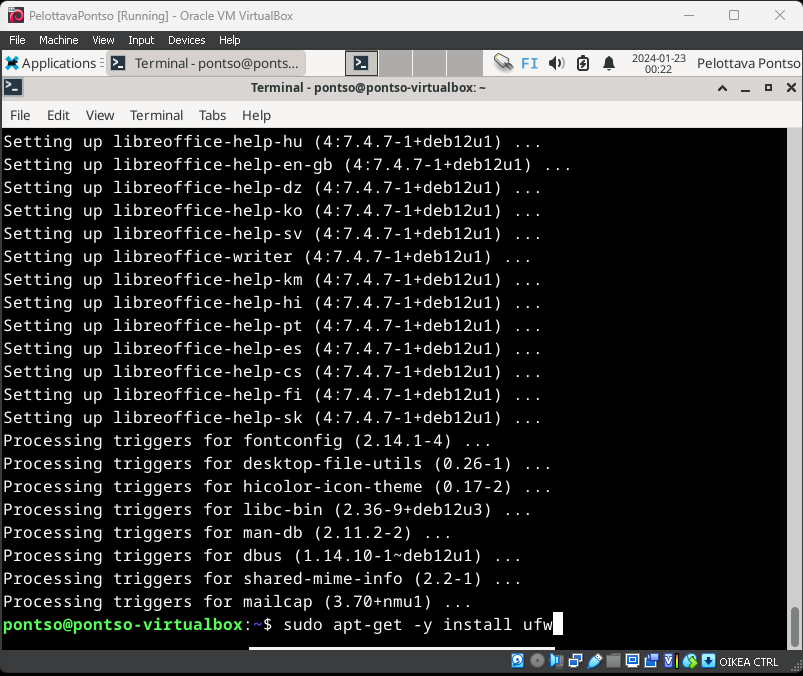 PelottavaPontso [Running] - Oracle VM VirtualBox
File Machine View Input Devices Help
Applications Terminal - pontso@ponts... FI 2024-01-23 00:22 Pelottava Pontso
Terminal - pontso@pontso-virtualbox: ~
File Edit View Terminal Tabs Help
Setting up libreoffice-help-hu (4:7.4.7-1+deb12u1) ...
Setting up libreoffice-help-en-gb (4:7.4.7-1+deb12u1) ...
Setting up libreoffice-help-dz (4:7.4.7-1+deb12u1) ...
Setting up libreoffice-help-ko (4:7.4.7-1+deb12u1) ...
Setting up libreoffice-help-sv (4:7.4.7-1+deb12u1) ...
Setting up libreoffice-writer (4:7.4.7-1+deb12u1) ...
Setting up libreoffice-help-km (4:7.4.7-1+deb12u1) ...
Setting up libreoffice-help-hi (4:7.4.7-1+deb12u1) ...
Setting up libreoffice-help-pt (4:7.4.7-1+deb12u1) ...
Setting up libreoffice-help-es (4:7.4.7-1+deb12u1) ...
Setting up libreoffice-help-cs (4:7.4.7-1+deb12u1) ...
Setting up libreoffice-help-fi (4:7.4.7-1+deb12u1) ...
Setting up libreoffice-help-sk (4:7.4.7-1+deb12u1) ...
Processing triggers for fontconfig (2.14.1-4) ...
Processing triggers for desktop-file-utils (0.26-1) ...
Processing triggers for hicolor-icon-theme (0.17-2) ...
Processing triggers for libc-bin (2.36-9+deb12u3) ...
Processing triggers for man-db (2.11.2-2) ...
Processing triggers for dbus (1.14.10-1~deb12u1) ...
Processing triggers for shared-mime-info (2.2-1) ...
Processing triggers for mailcap (3.70+nmu1) ...
pontso@pontso-virtualbox:~$ sudo apt-get -y install ufw
OIKEA CTRL